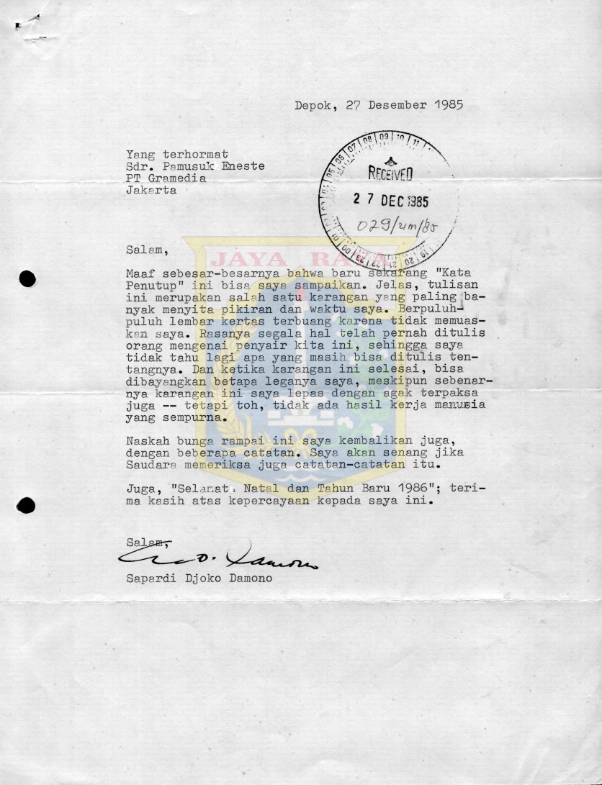 Depok, 27 Desember 1985
Yang terhormat
Sdr. Pamusuk Eneste
PT Gramedia
Jakarta
RECEIVED
27 DEC 1985
029/um/85
Salam,
JAYA RAYA
Maaf sebesar-besarnya bahwa baru sekarang "Kata
Penutup" ini bisa saya sampaikan. Jelas, tulisan
ini merupakan salah satu karangan yang paling ba-
nyak menyita pikiran dan waktu saya. Berpuluh-
puluh lembar kertas terbuang karena tidak memuas-
kan saya. Rasanya segala hal telah pernah ditulis
orang mengenai penyair kita ini, sehingga saya
tidak tahu lagi apa yang masih bisa ditulis ten-
tangnya. Dan ketika karangan ini selesai, bisa
dibayangkan betapa leganya saya, meskipun sebenar-
nya karangan ini saya lepas dengan agak terpaksa
juga -- tetapi toh, tidak ada hasil kerja manusia
yang sempurna.
Naskah bunga rampai ini saya kembalikan juga,
dengan beberapa catatan. Saya akan senang jika
Saudara memeriksa juga catatan-catatan itu.
Juga, "Selamat Natal dan Tahun Baru 1986"; teri-
ma kasih atas kepercayaan kepada saya ini.
Salam,
Sapardi Djoko Damono